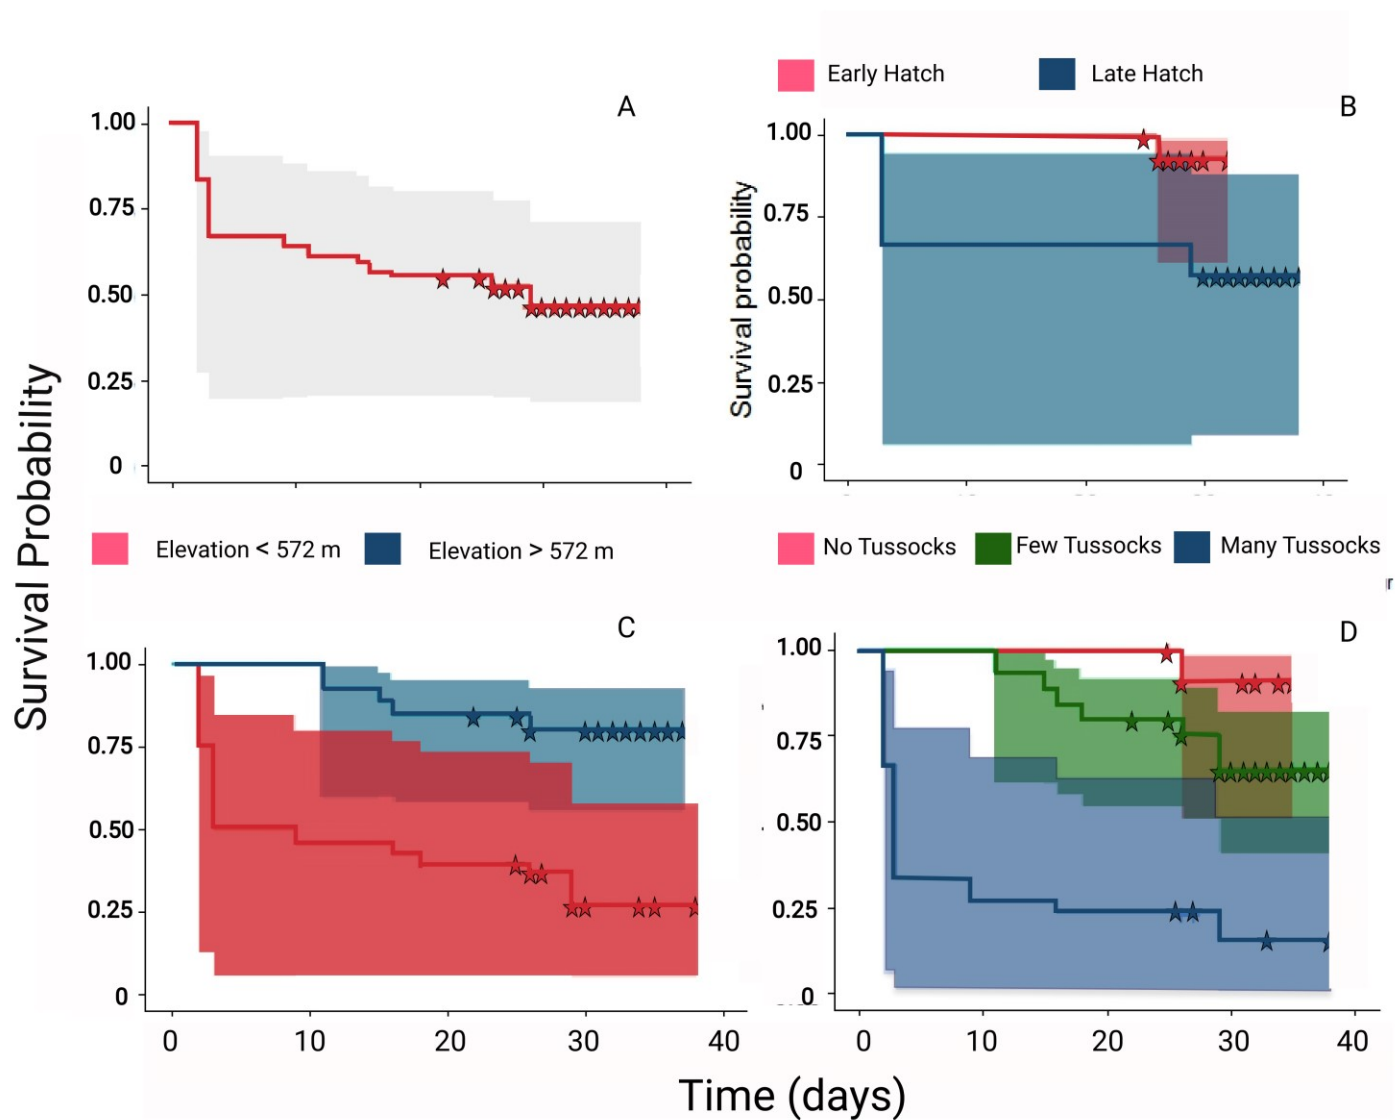 A
1.00
0.75
0.50
0.25
0
Early Hatch Late Hatch
B
1.00
0.75
0.50
0.25
0
Survival probability
Survival Probability
Elevation < 572 m Elevation > 572 m
C
1.00
0.75
0.50
0.25
0
0 10 20 30 40
No Tussocks Few Tussocks Many Tussocks
D
1.00
0.75
0.50
0.25
0
0 10 20 30 40
Time (days)